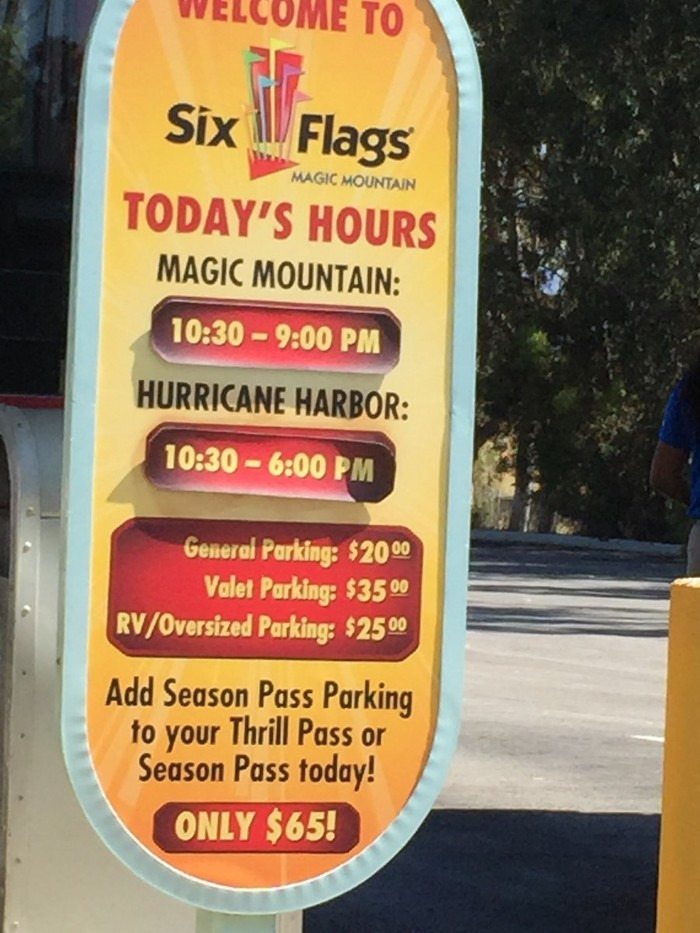 WELCOME TO
Six Flags
MAGIC MOUNTAIN
TODAY'S HOURS
MAGIC MOUNTAIN:
10:30 – 9:00 PM
HURRICANE HARBOR:
10:30 – 6:00 PM
General Parking: $20 00
Valet Parking: $35 00
RV/Oversized Parking: $25 00
Add Season Pass Parking
to your Thrill Pass or
Season Pass today!
ONLY $65!